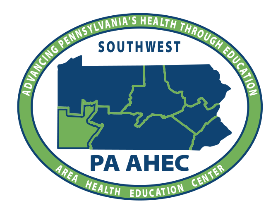 ADVANCING PENNSYLVANIA'S HEALTH THROUGH EDUCATION
SOUTHWEST
PA AHEC
AREA HEALTH EDUCATION CENTER